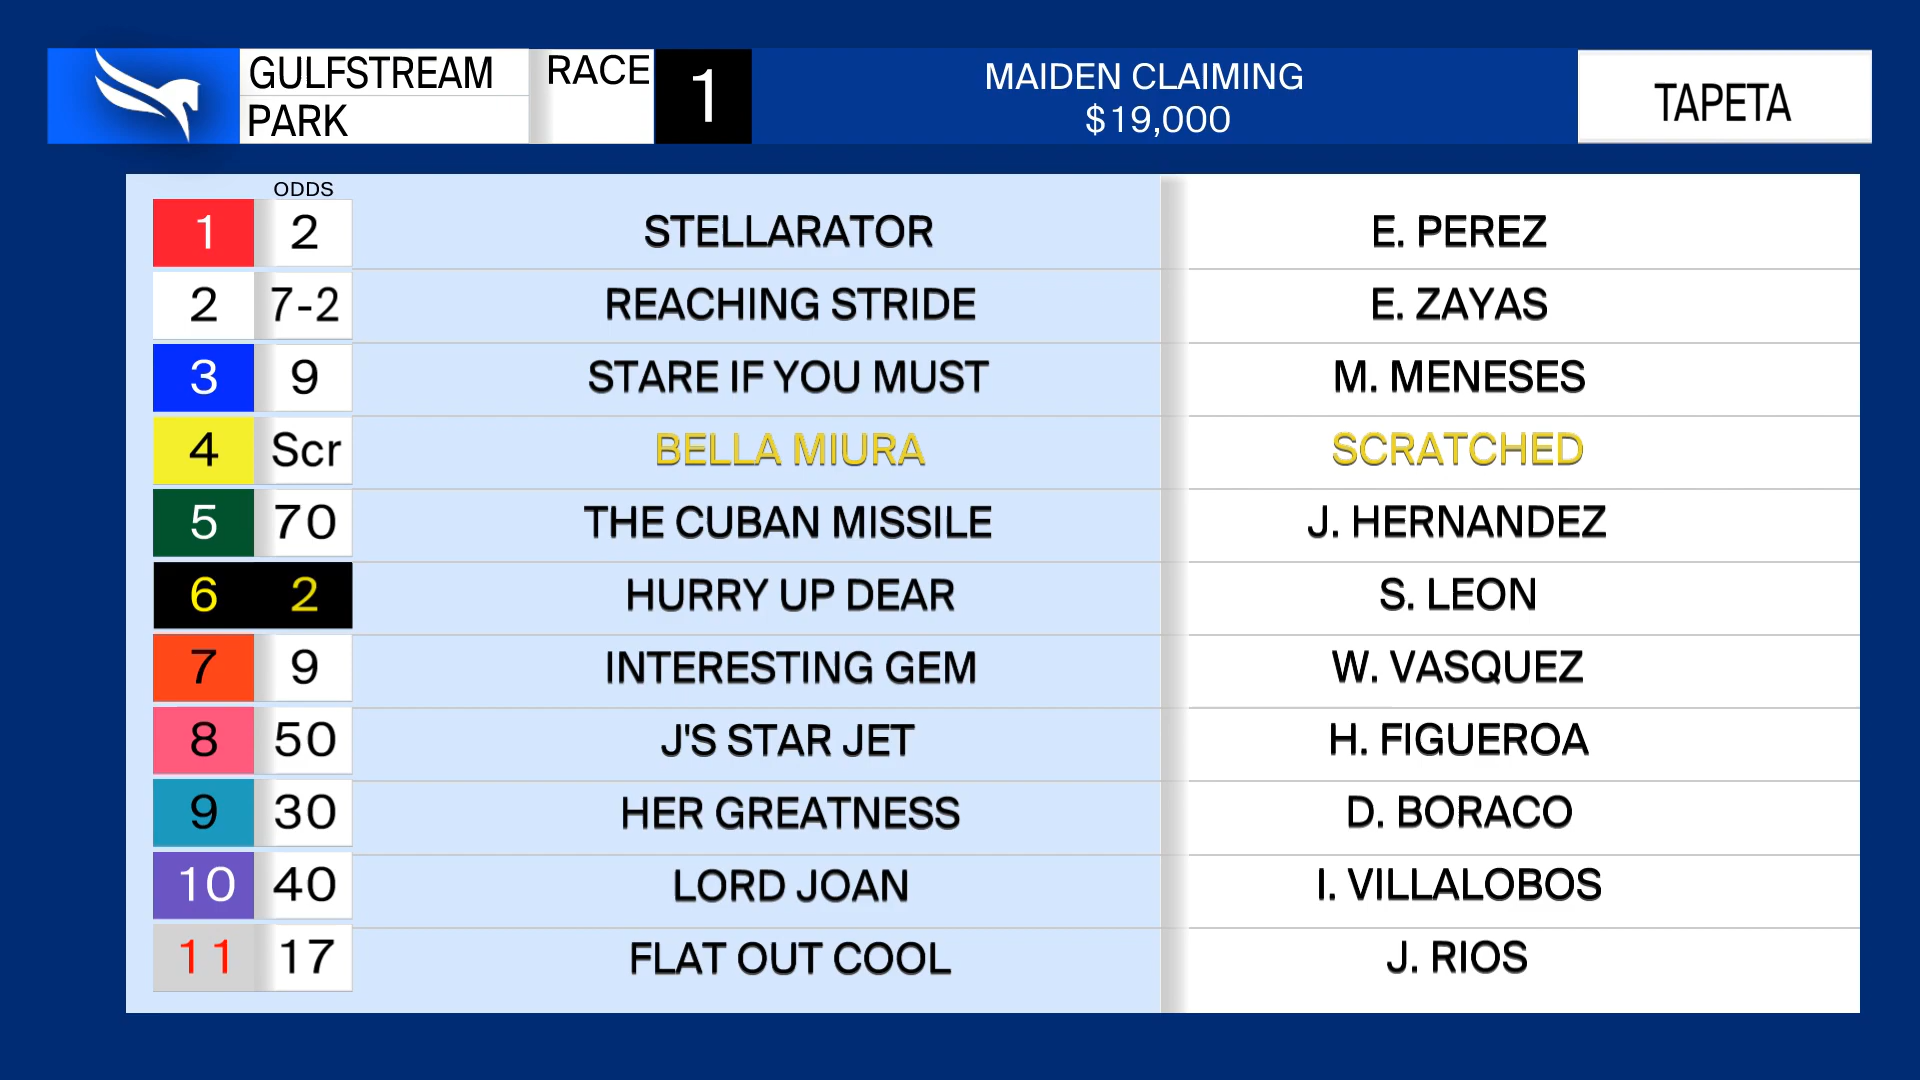 GULFSTREAM PARK RACE 1 MAIDEN CLAIMING $19,000 TAPETA
ODDS
1 2 STELLARATOR E. PEREZ
2 7-2 REACHING STRIDE E. ZAYAS
3 9 STARE IF YOU MUST M. MENESES
4 Scr BELLA MIURA SCRATCHED
5 70 THE CUBAN MISSILE J. HERNANDEZ
6 2 HURRY UP DEAR S. LEON
7 9 INTERESTING GEM W. VASQUEZ
8 50 J'S STAR JET H. FIGUEROA
9 30 HER GREATNESS D. BORACO
10 40 LORD JOAN I. VILLALOBOS
11 17 FLAT OUT COOL J. RIOS